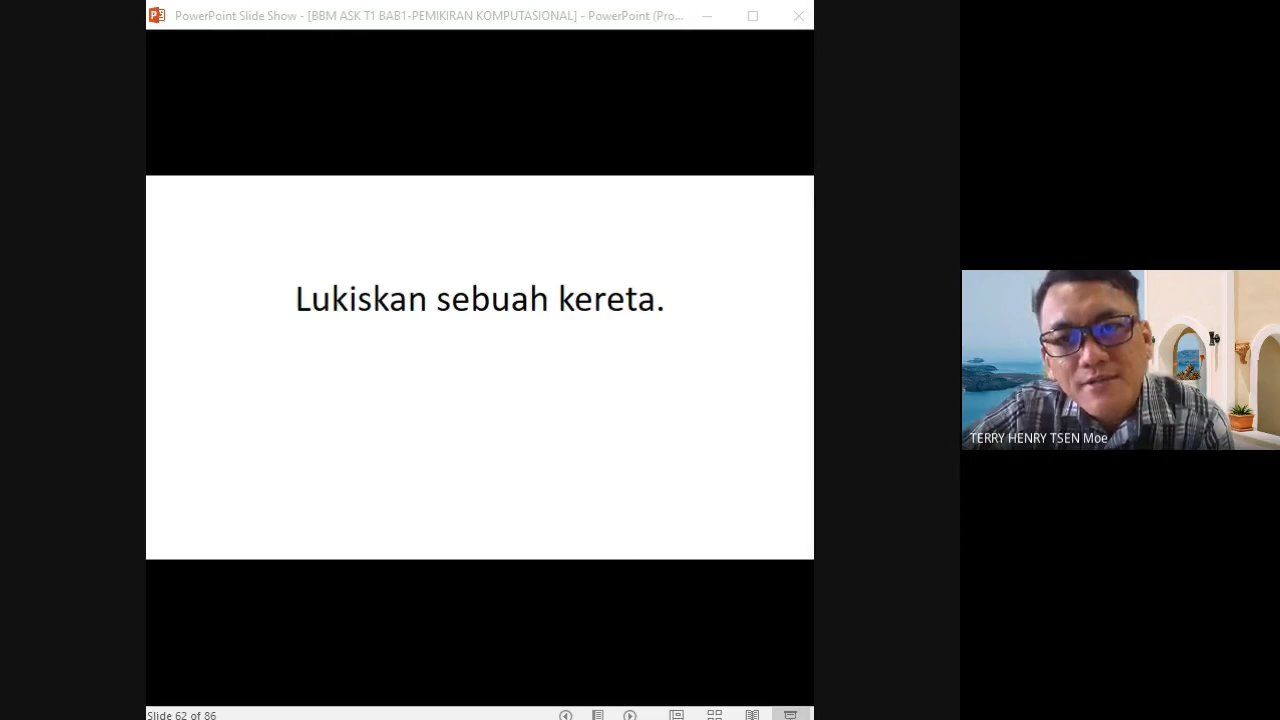 PowerPoint Slide Show - [BBM ASK T1 BAB1-PEMIKIRAN KOMPUTASIONAL] - PowerPoint (Pro...
Lukiskan sebuah kereta.
TERRY HENRY TSEN Moe
Slide 62 of 86